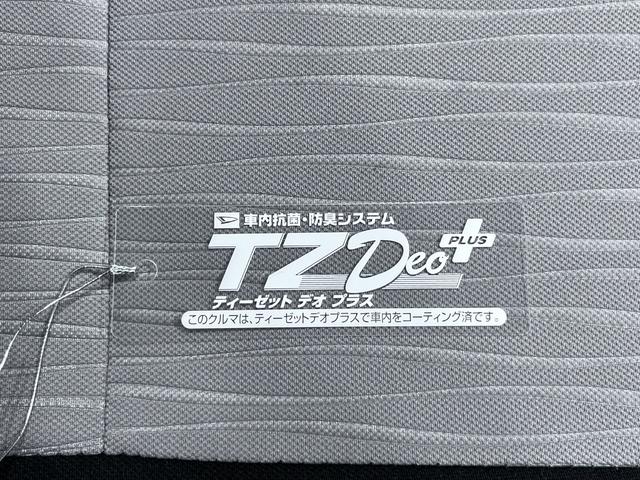 車内抗菌・防臭システム
TZ Deo PLUS
ティーゼット デオ プラス
このクルマは、ティーゼットデオプラスで車内をコーティング済です。